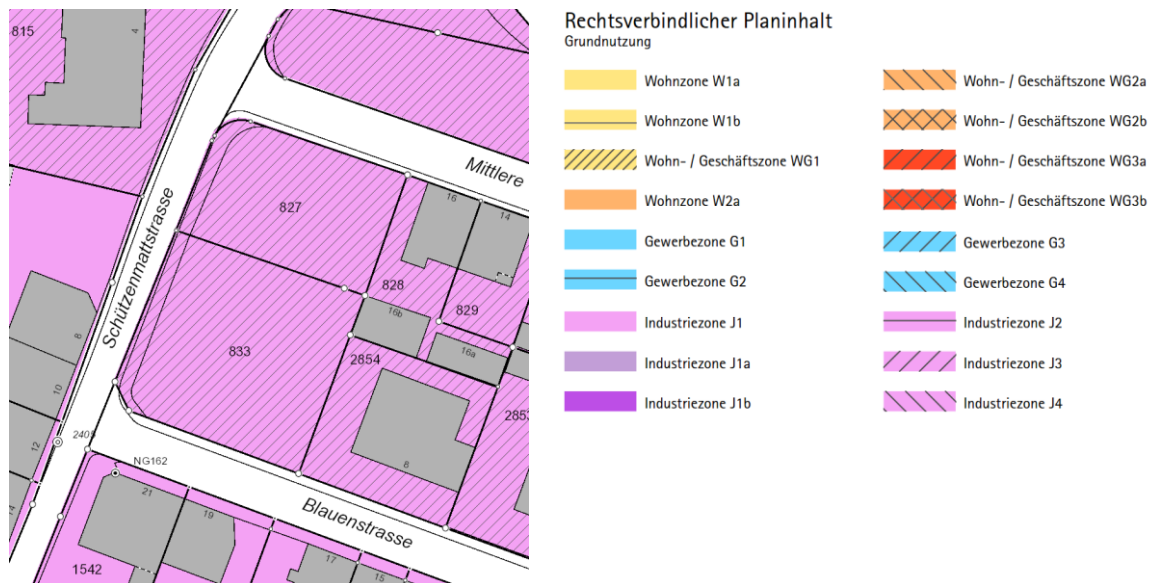 815
4
Mittlere
Schützenmattstrasse
827
16
14
828
829
16b
16a
833
2854
2853
8
8
10
12
14
2405
NG162
21
19
17
15
Blauenstrasse
1542
Rechtsverbindlicher Planinhalt
Grundnutzung
Wohnzone W1a
Wohnzone W1b
Wohn- / Geschäftszone WG1
Wohnzone W2a
Gewerbezone G1
Gewerbezone G2
Industriezone J1
Industriezone J1a
Industriezone J1b
Wohn- / Geschäftszone WG2a
Wohn- / Geschäftszone WG2b
Wohn- / Geschäftszone WG3a
Wohn- / Geschäftszone WG3b
Gewerbezone G3
Gewerbezone G4
Industriezone J2
Industriezone J3
Industriezone J4